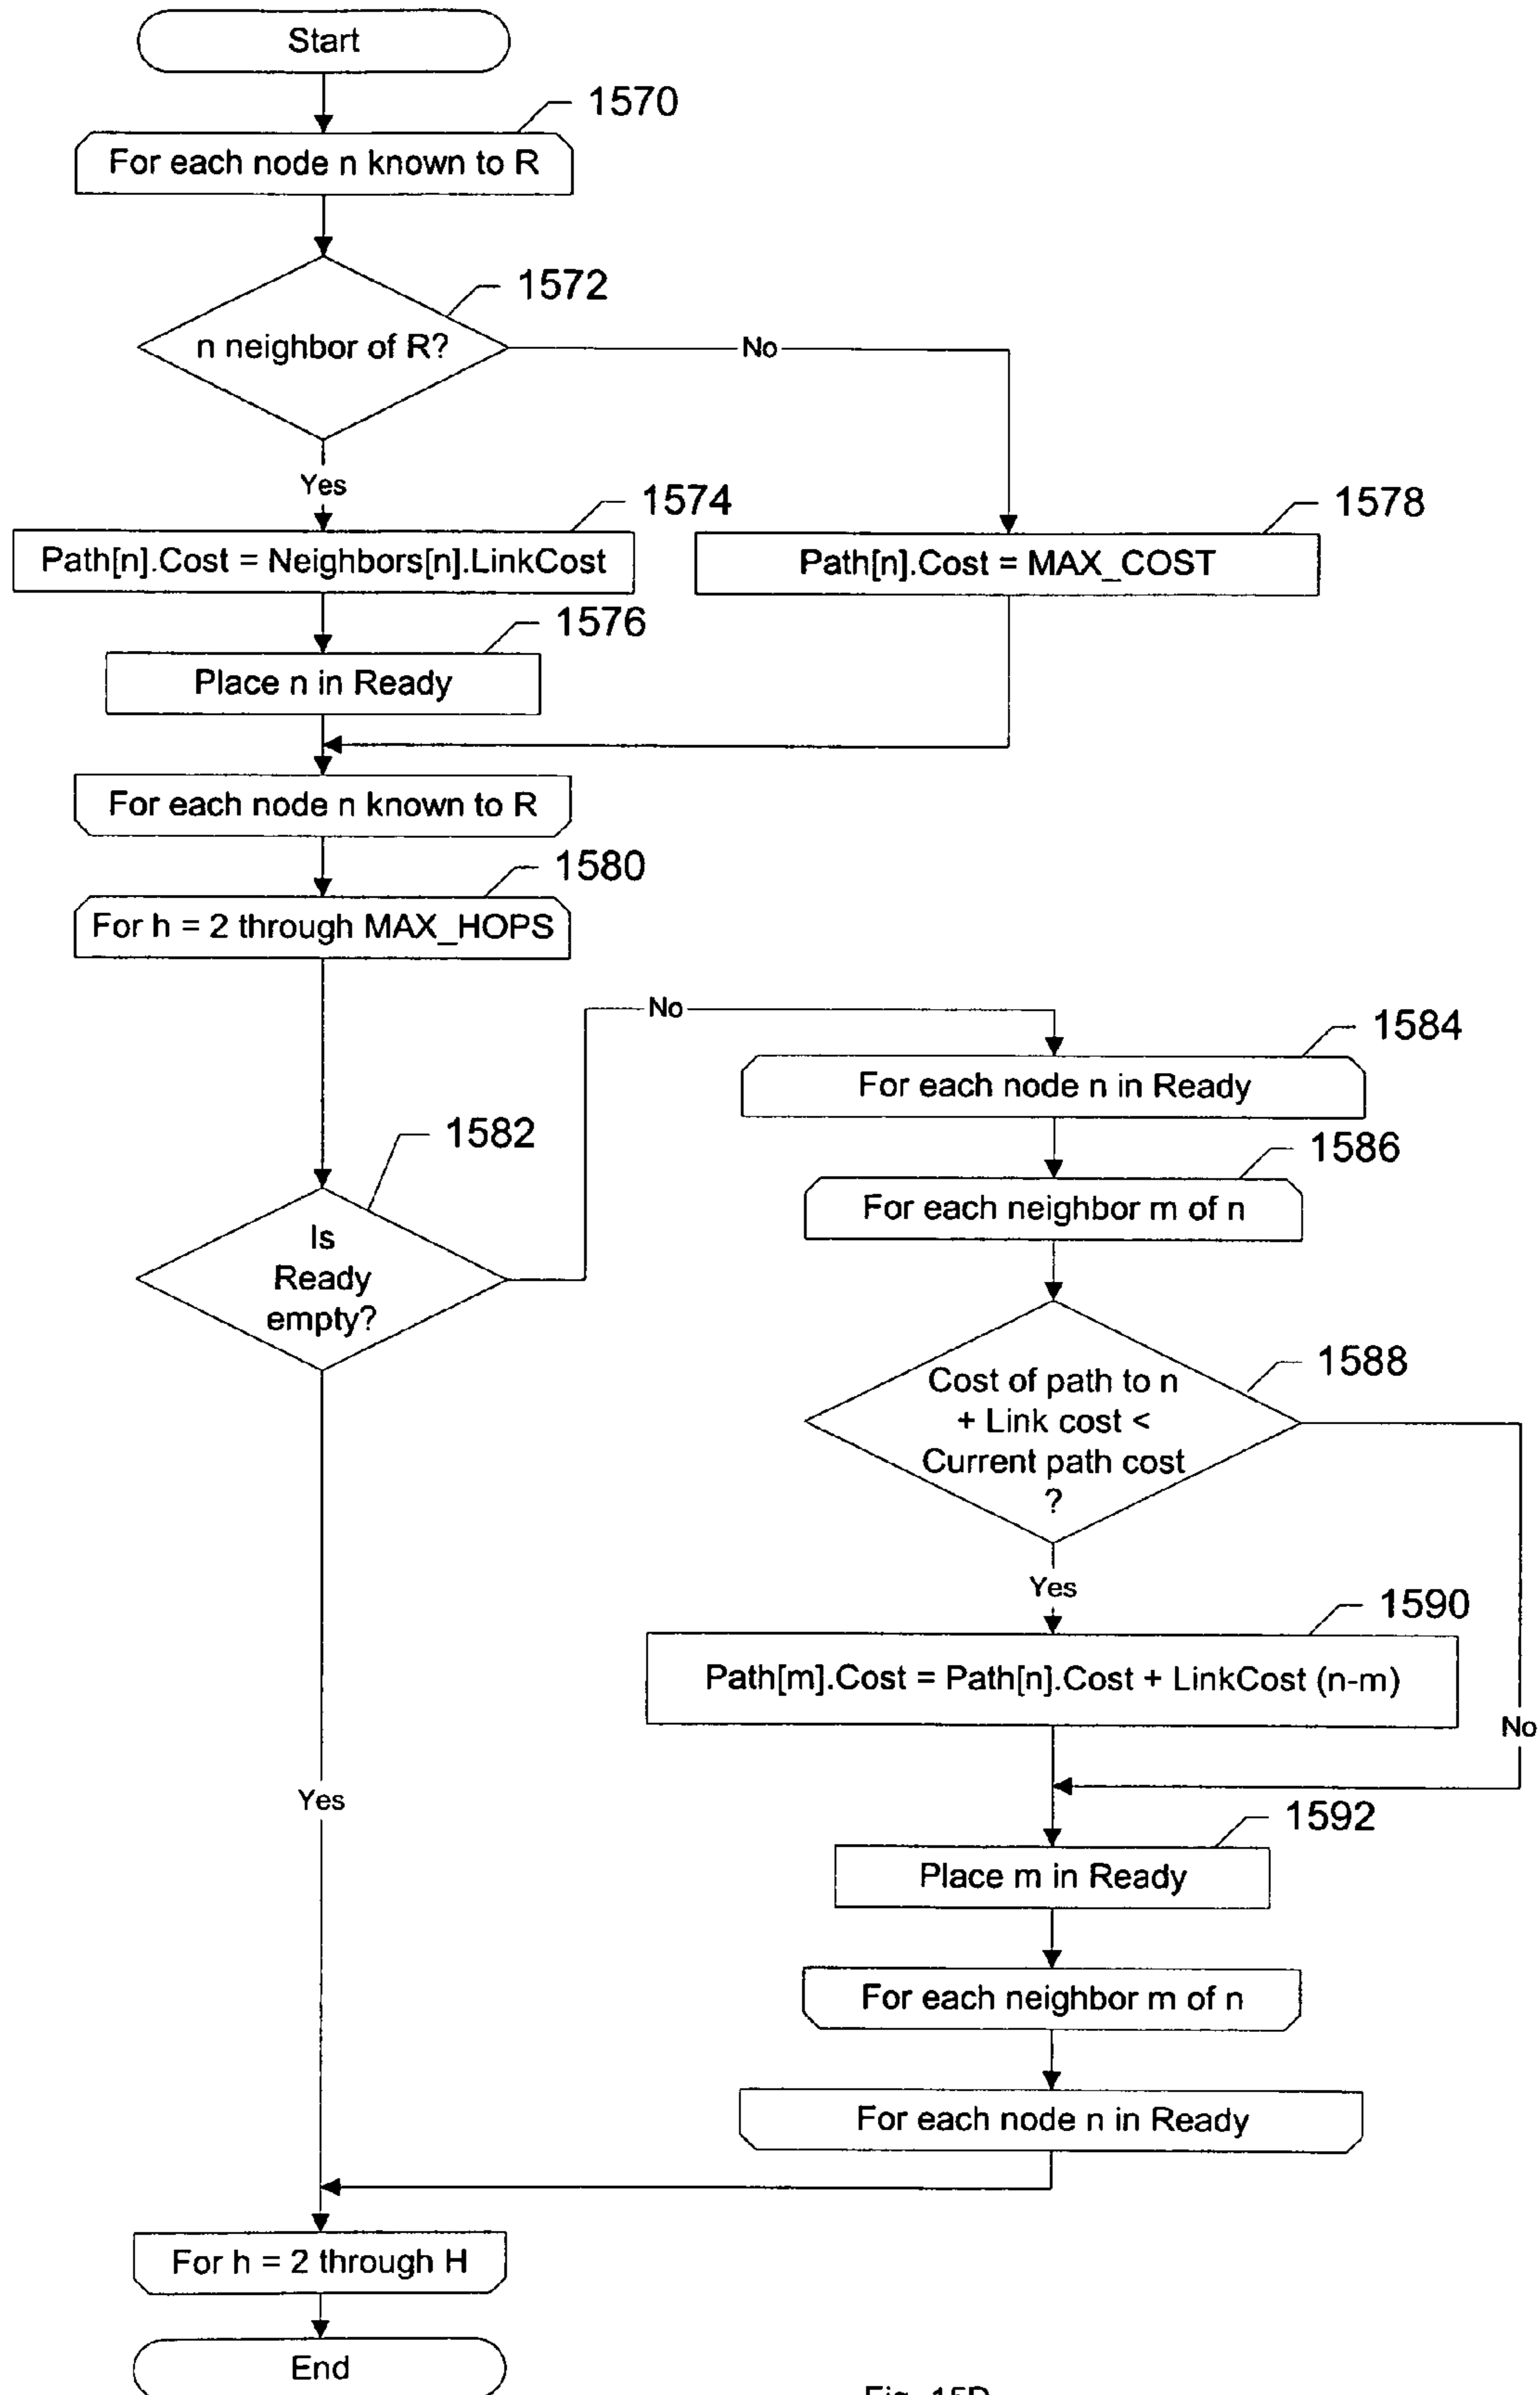 Start
1570
For each node n known to R
1572
n neighbor of R?
No
Yes
1574
1578
Path[n].Cost = Neighbors[n].LinkCost
Path[n].Cost = MAX_COST
1576
Place n in Ready
For each node n known to R
1580
For h = 2 through MAX_HOPS
No
1584
For each node n in Ready
1582
1586
For each neighbor m of n
Is
Ready
empty?
1588
Cost of path to n
+ Link cost <
Current path cost
?
Yes
1590
Path[m].Cost = Path[n].Cost + LinkCost (n-m)
No
Yes
1592
Place m in Ready
For each neighbor m of n
For each node n in Ready
For h = 2 through H
End